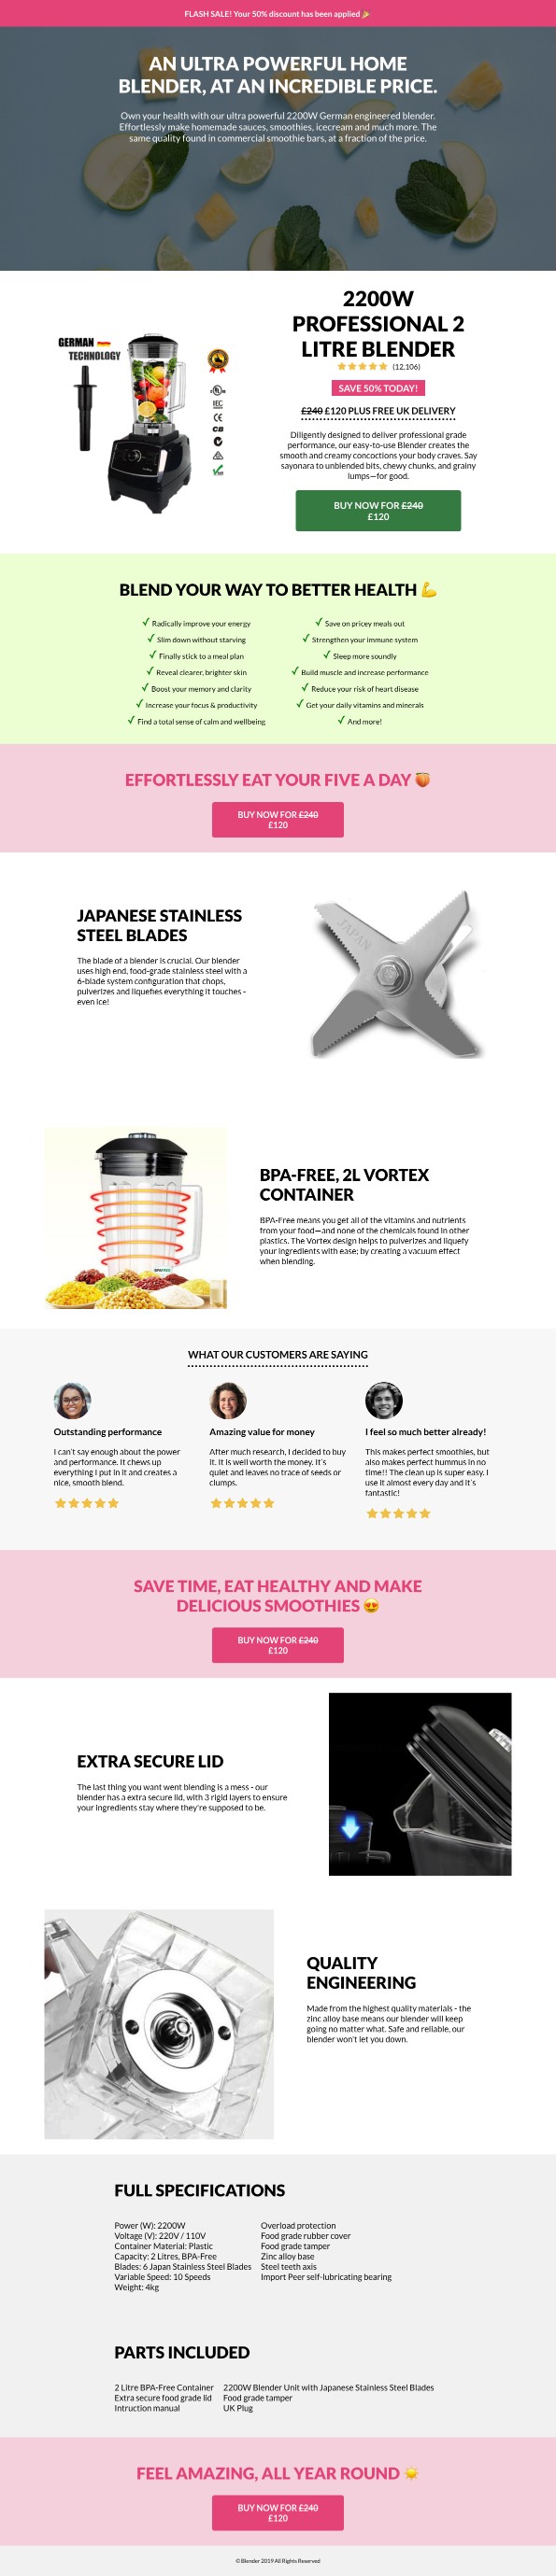 FLASH SALE! Your 50% discount has been applied 🎉
AN ULTRA POWERFUL HOME
BLENDER, AT AN INCREDIBLE PRICE.
Own your health with our ultra powerful 2200W German engineered blender.
Effortlessly make homemade sauces, smoothies, icecream and much more. The
same quality found in commercial smoothie bars, at a fraction of the price.
GERMAN
TECHNOLOGY
IEC
CE
CB
2200W
PROFESSIONAL 2
LITRE BLENDER
(12,106)
SAVE 50% TODAY!
£240 £120 PLUS FREE UK DELIVERY
Diligently designed to deliver professional grade
performance, our easy-to-use Blender creates the
smooth and creamy concoctions your body craves. Say
sayonara to unblended bits, chewy chunks, and grainy
lumps—for good.
BUY NOW FOR £240
£120
BLEND YOUR WAY TO BETTER HEALTH 💪
✓ Radically improve your energy
✓ Slim down without starving
✓ Finally stick to a meal plan
✓ Reveal clearer, brighter skin
✓ Boost your memory and clarity
✓ Increase your focus & productivity
✓ Find a total sense of calm and wellbeing
✓ Save on pricey meals out
✓ Strengthen your immune system
✓ Sleep more soundly
✓ Build muscle and increase performance
✓ Reduce your risk of heart disease
✓ Get your daily vitamins and minerals
✓ And more!
EFFORTLESSLY EAT YOUR FIVE A DAY 🍑
BUY NOW FOR £240
£120
JAPANESE STAINLESS
STEEL BLADES
The blade of a blender is crucial. Our blender
uses high end, food-grade stainless steel with a
6-blade system configuration that chops,
pulverizes and liquefies everything it touches -
even ice!
JAPAN
BPA FREE
BPA-FREE, 2L VORTEX
CONTAINER
BPA-Free means you get all of the vitamins and nutrients
from your food—and none of the chemicals found in other
plastics. The Vortex design helps to pulverizes and liquefy
your ingredients with ease; by creating a vacuum effect
when blending.
WHAT OUR CUSTOMERS ARE SAYING
Outstanding performance
I can't say enough about the power
and performance. It chews up
everything I put in it and creates a
nice, smooth blend.
Amazing value for money
After much research, I decided to buy
it. It is well worth the money. It's
quiet and leaves no trace of seeds or
clumps.
I feel so much better already!
This makes perfect smoothies, but
also makes perfect hummus in no
time!! The clean up is super easy. I
use it almost every day and it's
fantastic!
SAVE TIME, EAT HEALTHY AND MAKE
DELICIOUS SMOOTHIES 😍
BUY NOW FOR £240
£120
EXTRA SECURE LID
The last thing you want went blending is a mess - our
blender has a extra secure lid, with 3 rigid layers to ensure
your ingredients stay where they're supposed to be.
QUALITY
ENGINEERING
Made from the highest quality materials - the
zinc alloy base means our blender will keep
going no matter what. Safe and reliable, our
blender won't let you down.
FULL SPECIFICATIONS
Power (W): 2200W
Voltage (V): 220V / 110V
Container Material: Plastic
Capacity: 2 Litres, BPA-Free
Blades: 6 Japan Stainless Steel Blades
Variable Speed: 10 Speeds
Weight: 4kg
Overload protection
Food grade rubber cover
Food grade tamper
Zinc alloy base
Steel teeth axis
Import Peer self-lubricating bearing
PARTS INCLUDED
2 Litre BPA-Free Container
Extra secure food grade lid
Intruction manual
2200W Blender Unit with Japanese Stainless Steel Blades
Food grade tamper
UK Plug
FEEL AMAZING, ALL YEAR ROUND ☀️
BUY NOW FOR £240
£120
© Blender 2019 All Rights Reserved